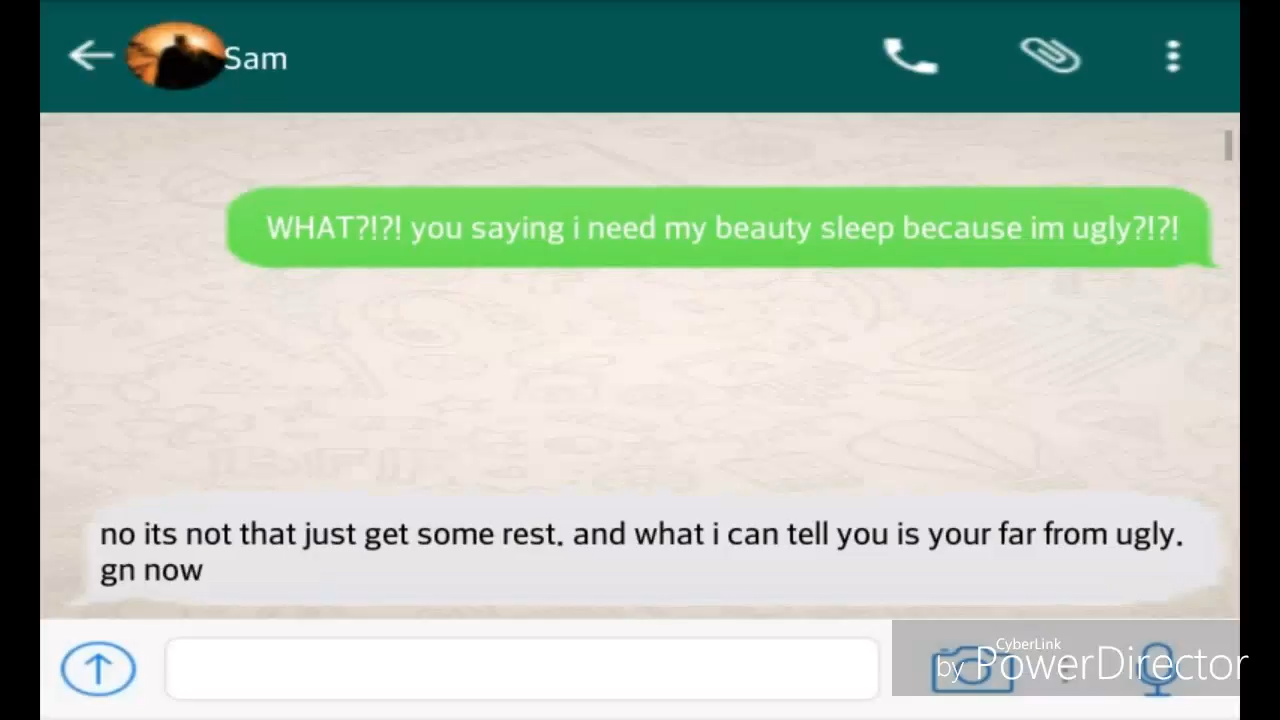 Sam
WHAT?!?! you saying i need my beauty sleep because im ugly?!?!
no its not that just get some rest. and what i can tell you is your far from ugly.
gn now
CyberLink
by PowerDirector